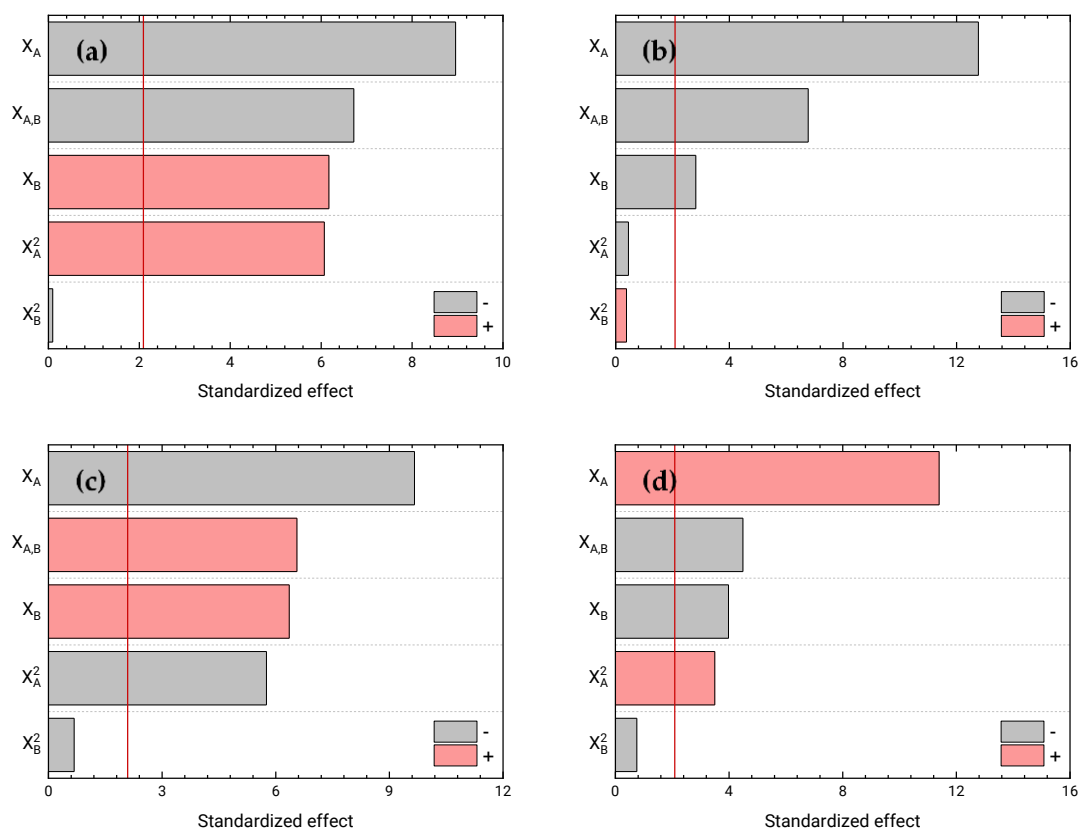 (a)
X_A
X_A,B
X_B
X_A^2
X_B^2
-
+
0 2 4 6 8 10
Standardized effect
(b)
X_A
X_A,B
X_B
X_A^2
X_B^2
-
+
0 4 8 12 16
Standardized effect
(c)
X_A
X_A,B
X_B
X_A^2
X_B^2
-
+
0 3 6 9 12
Standardized effect
(d)
X_A
X_A,B
X_B
X_A^2
X_B^2
-
+
0 4 8 12 16
Standardized effect